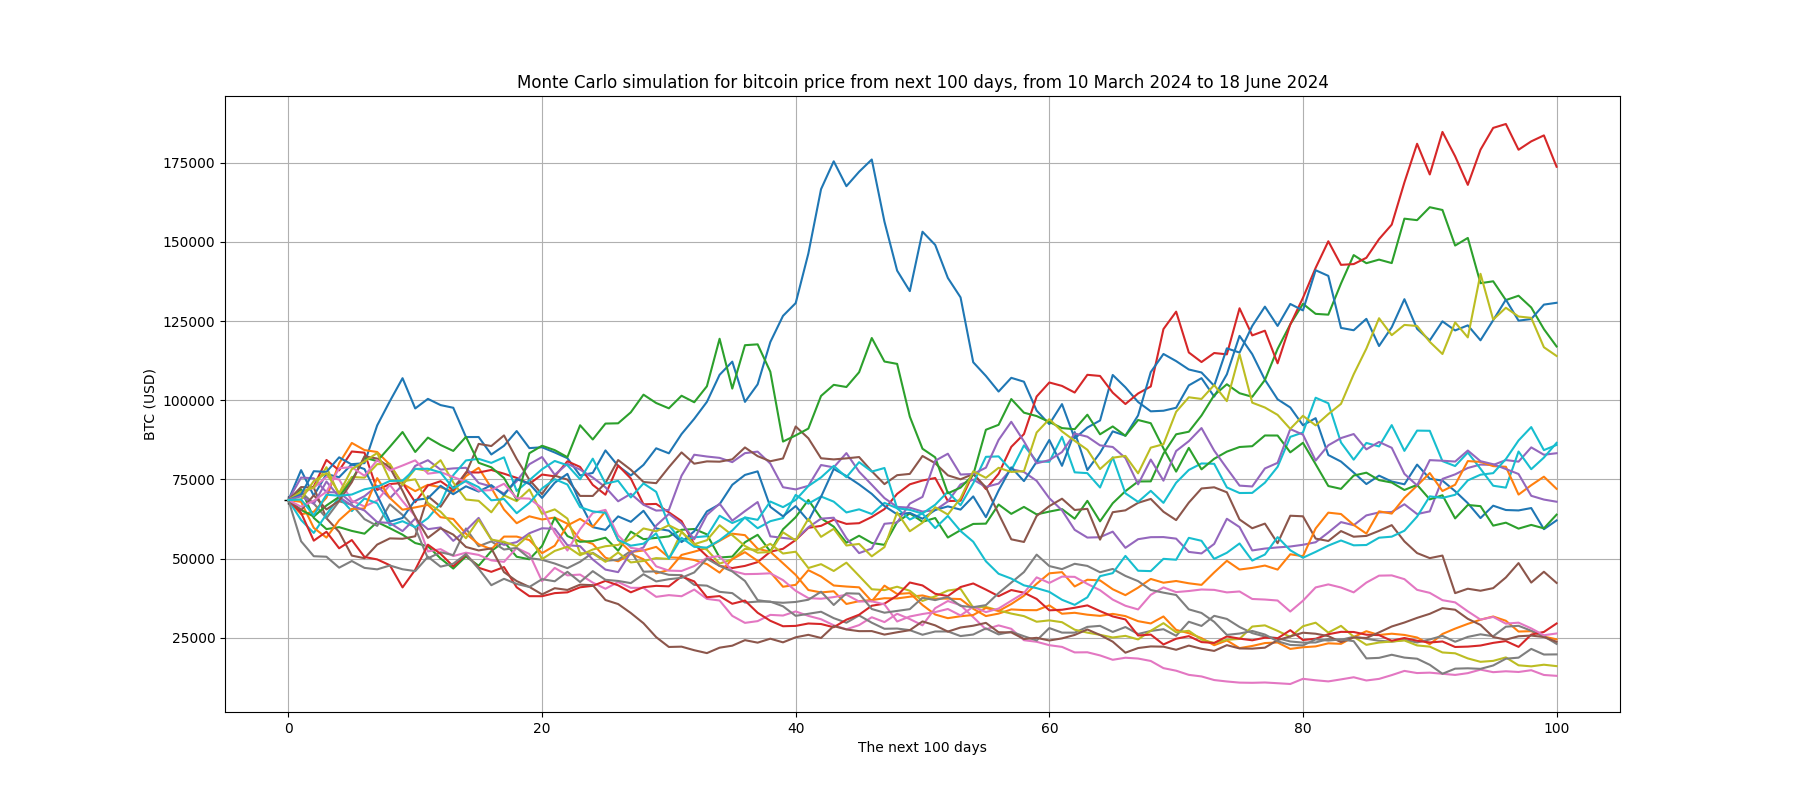 Monte Carlo simulation for bitcoin price from next 100 days, from 10 March 2024 to 18 June 2024
175000
150000
125000
100000
75000
50000
25000
BTC (USD)
0 20 40 60 80 100
The next 100 days